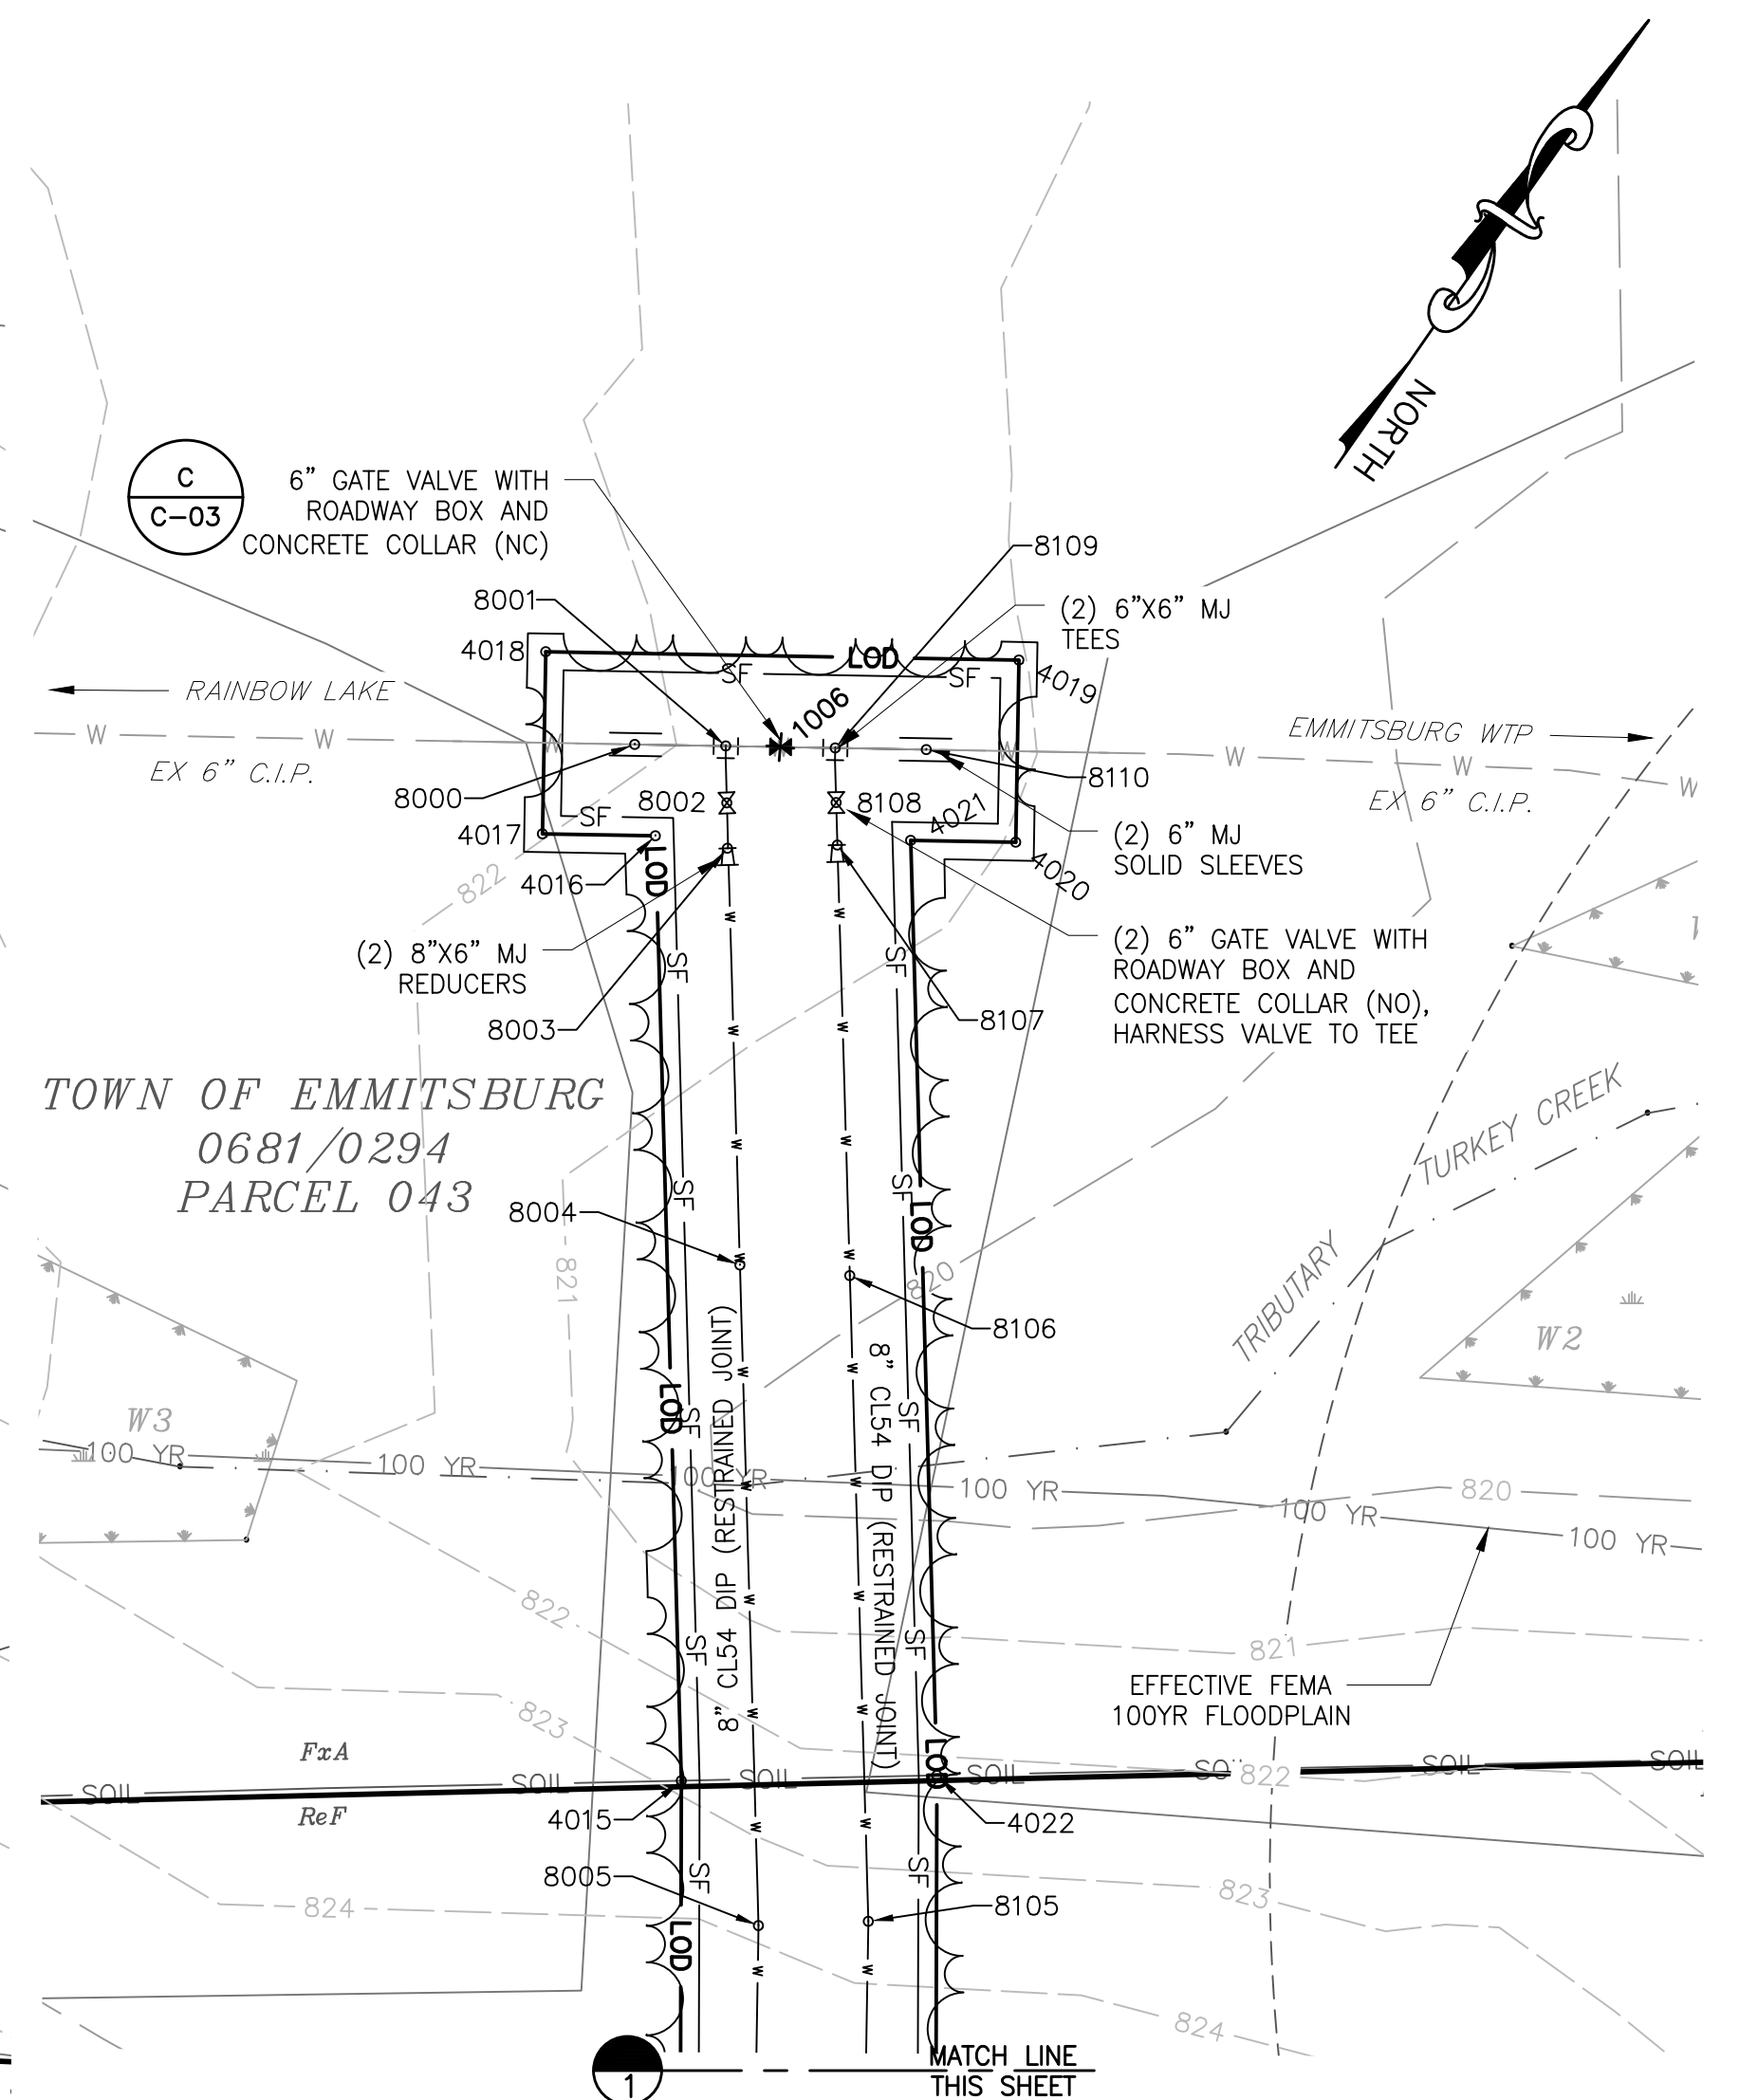 NORTH
C
C-03
6" GATE VALVE WITH
ROADWAY BOX AND
CONCRETE COLLAR (NC)
8109
8001
(2) 6"X6" MJ
TEES
4018
LOD
SF
SF
4019
RAINBOW LAKE
1006
EMMITSBURG WTP
W
W
W
W
W
W
W
EX 6" C.I.P.
EX 6" C.I.P.
8110
8000
8002
8108
4021
SF
4017
(2) 6" MJ
SOLID SLEEVES
LOD
4016
4020
822
(2) 8"X6" MJ
REDUCERS
(2) 6" GATE VALVE WITH
ROADWAY BOX AND
CONCRETE COLLAR (NO),
HARNESS VALVE TO TEE
W
W
SF
SF
8003
8107
W
W
TOWN OF EMMITSBURG
0681/0294
PARCEL 043
W
W
TURKEY CREEK
TRIBUTARY
SF
SF
8004
LOD
W
W
821
820
8106
W2
8" CL54 DIP (RESTRAINED JOINT)
8" CL54 DIP (RESTRAINED JOINT)
W
W
LOD
SF
SF
W3
100 YR
100 YR
100 YR
100 YR
100 YR
100 YR
820
W
W
822
W
W
SF
SF
821
EFFECTIVE FEMA
100YR FLOODPLAIN
823
W
W
FxA
LOD
SOIL
SOIL
SOIL
SOIL
822
SOIL
SOIL
ReF
4015
4022
W
W
8005
SF
SF
824
8105
823
LOD
W
W
824
1
MATCH LINE
THIS SHEET